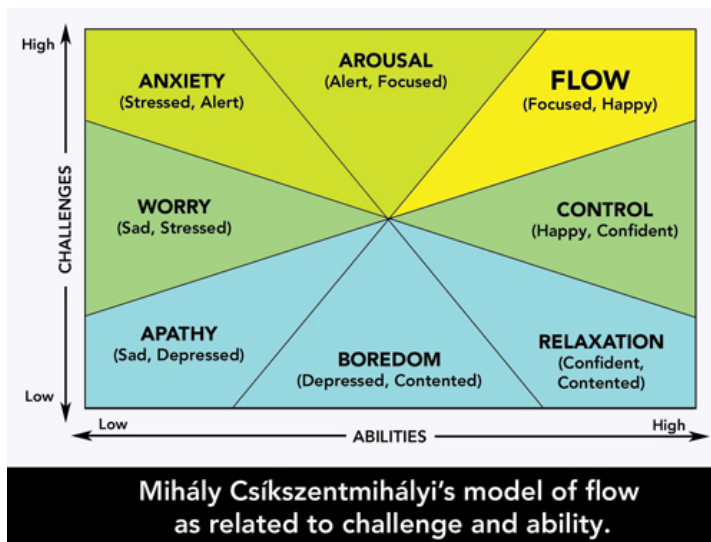 High
ANXIETY
(Stressed, Alert)
AROUSAL
(Alert, Focused)
FLOW
(Focused, Happy)
CHALLENGES
WORRY
(Sad, Stressed)
CONTROL
(Happy, Confident)
APATHY
(Sad, Depressed)
BOREDOM
(Depressed, Contented)
RELAXATION
(Confident,
Contented)
Low
Low
ABILITIES
High
Mihály Csíkszentmihályi’s model of flow
as related to challenge and ability.